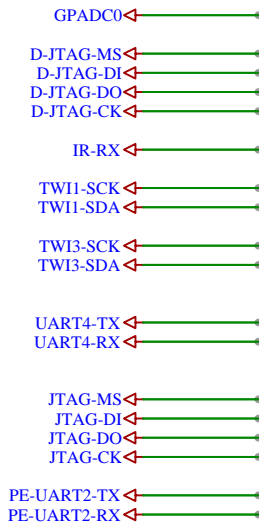 GPADC0
D-JTAG-MS
D-JTAG-DI
D-JTAG-DO
D-JTAG-CK
IR-RX
TWI1-SCK
TWI1-SDA
TWI3-SCK
TWI3-SDA
UART4-TX
UART4-RX
JTAG-MS
JTAG-DI
JTAG-DO
JTAG-CK
PE-UART2-TX
PE-UART2-RX